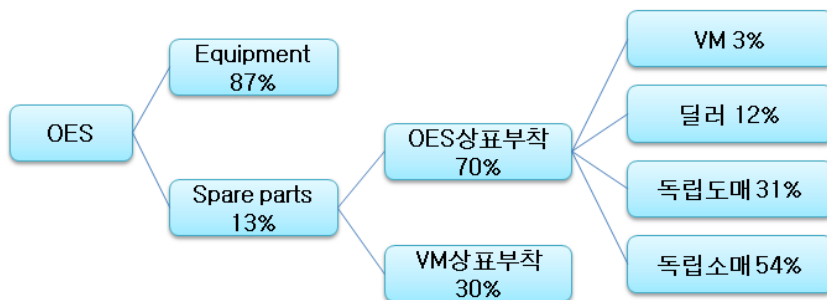 OES
Equipment
87%
Spare parts
13%
OES상표부착
70%
VM상표부착
30%
VM 3%
딜러 12%
독립도매 31%
독립소매 54%